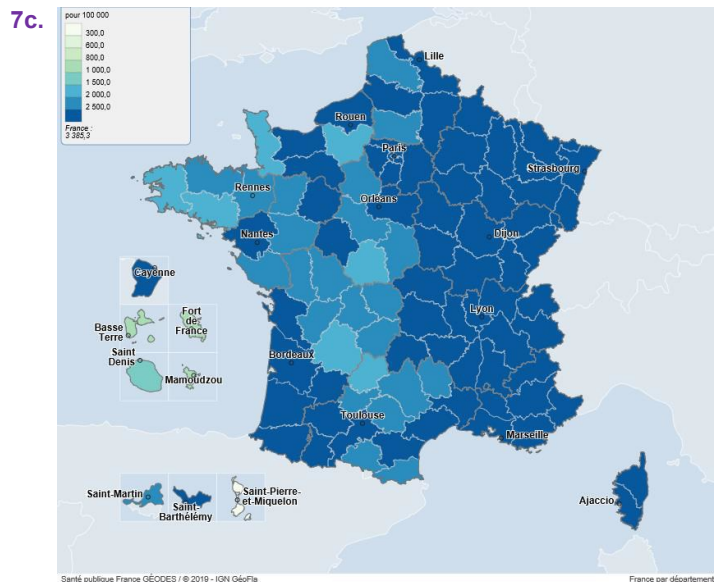 7c.
pour 100 000
300,0
600,0
800,0
1 000,0
1 500,0
2 000,0
2 500,0
France :
3 385,3
Lille
Rouen
Paris
Strasbourg
Rennes
Orléans
Nantes
Dijon
Cayenne
Basse
Terre
Fort
de
France
Lyon
Bordeaux
Saint
Denis
Mamoudzou
Toulouse
Marseille
Saint-Martin
Saint-
Barthélémy
Saint-Pierre
-et-Miquelon
Ajaccio
Santé publique France GÉODES / © 2019 - IGN GéoFla
France par département